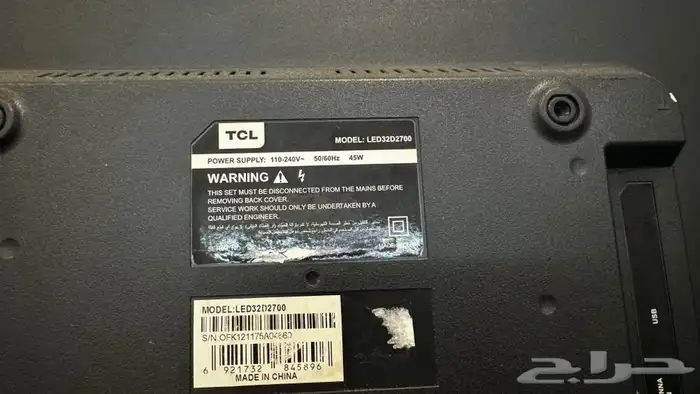 TCL
MODEL: LED32D2700
POWER SUPPLY: 110-240V~ 50/60Hz 45W
WARNING
THIS SET MUST BE DISCONNECTED FROM THE MAINS BEFORE
REMOVING BACK COVER.
SERVICE WORK SHOULD ONLY BE UNDERTAKEN BY A
QUALIFIED ENGINEER.
MODEL:LED32D2700
S/N:OFK121175A04660
6 921732 845896
MADE IN CHINA
USB
حراج